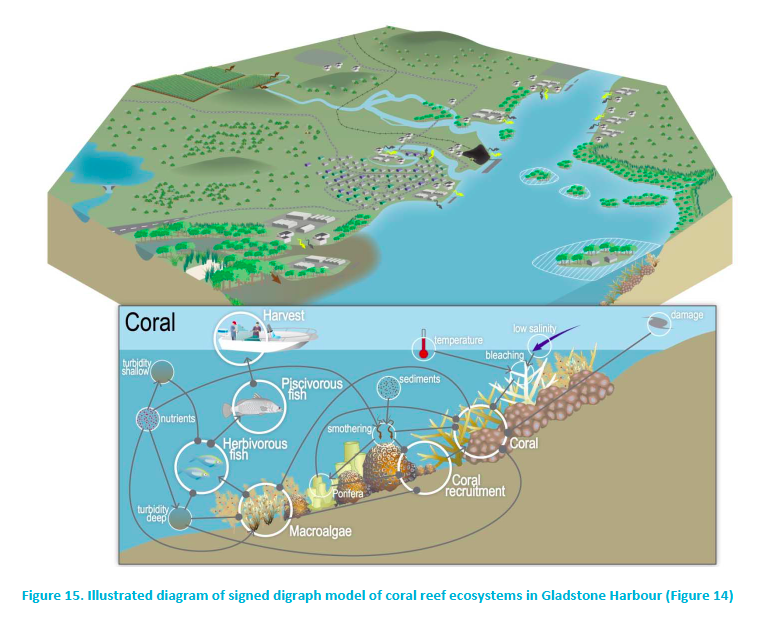 Coral
Harvest
low salinity
damage
temperature
bleaching
turbidity
shallow
Piscivorous
fish
sediments
nutrients
smothering
Herbivorous
fish
Coral
Coral
recruitment
Porifera
turbidity
deep
Macroalgae
Figure 15. Illustrated diagram of signed digraph model of coral reef ecosystems in Gladstone Harbour (Figure 14)